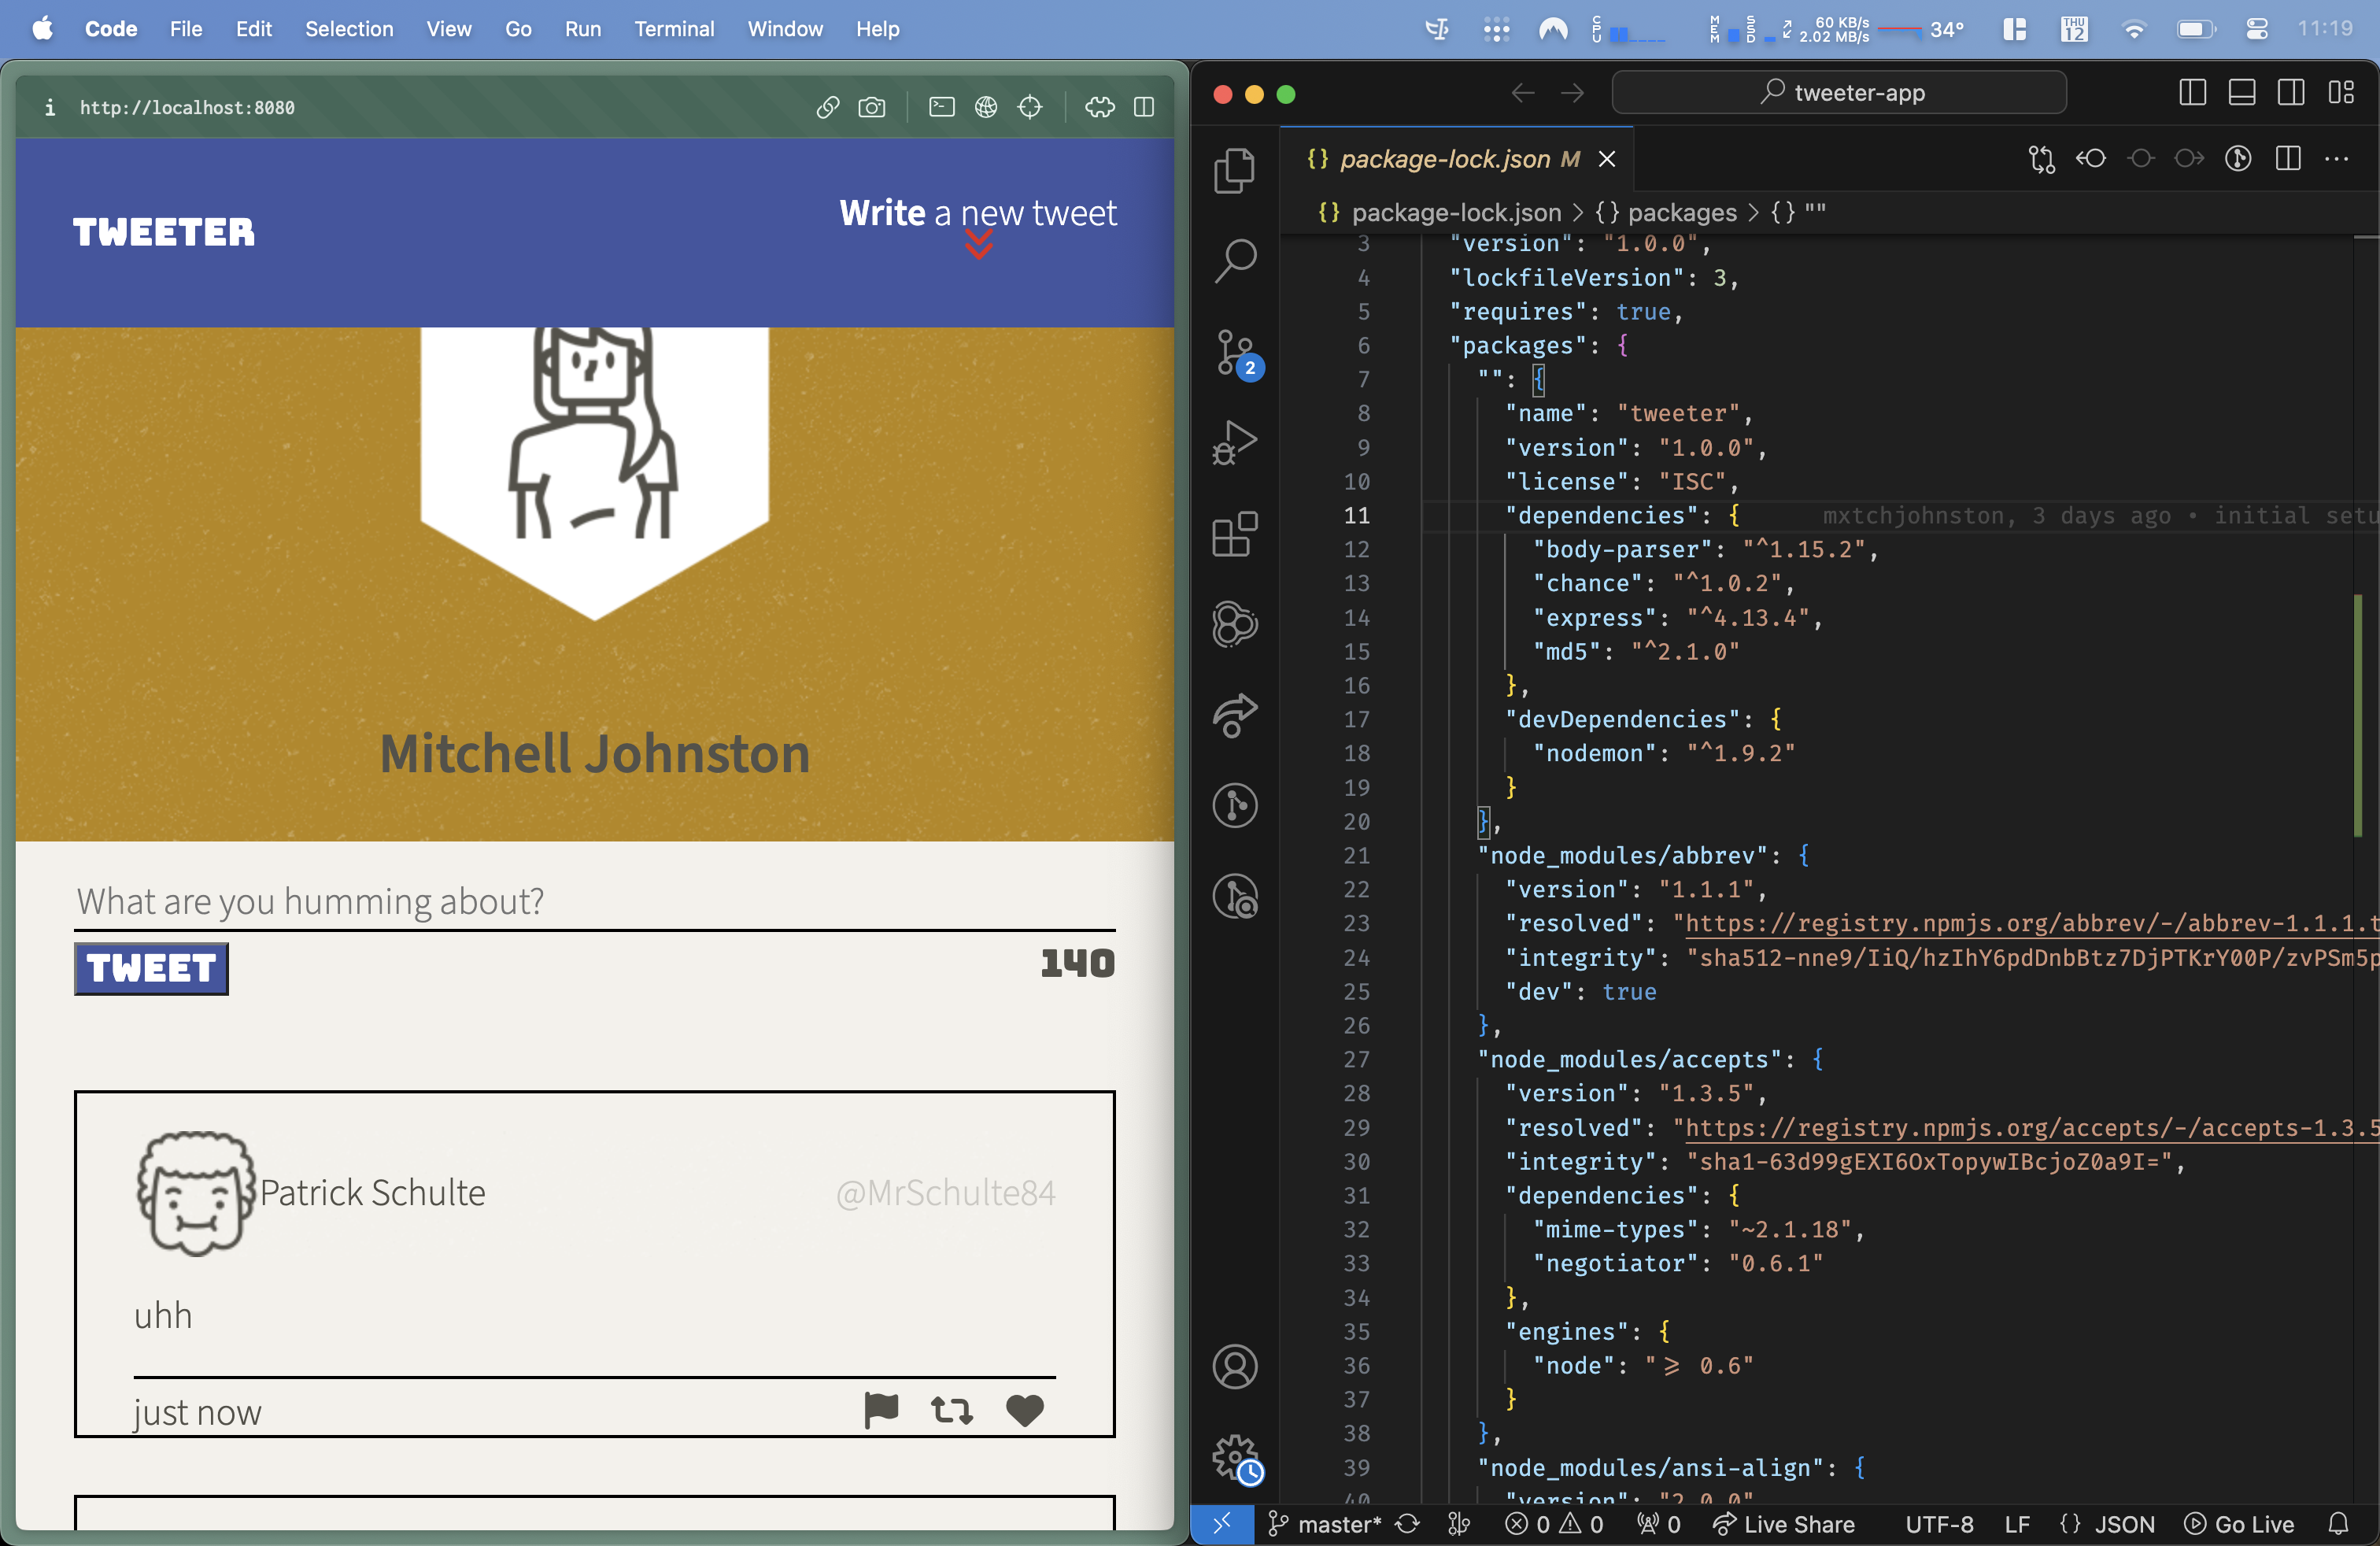 Code File Edit Selection View Go Run Terminal Window Help
CPU MEM SSD 60 KB/s 2.02 MB/s 34° THU 12 11:19
http://localhost:8080
TWEETER
Write a new tweet
Mitchell Johnston
What are you humming about?
TWEET 140
Patrick Schulte @MrSchulte84
uhh
just now
tweeter-app
{} package-lock.json M
{} package-lock.json > {} packages > {} ""
2
3 "version": "1.0.0",
4 "lockfileVersion": 3,
5 "requires": true,
6 "packages": {
7 "": {
8 "name": "tweeter",
9 "version": "1.0.0",
10 "license": "ISC",
11 "dependencies": { mxtchjohnston, 3 days ago • initial setu
12 "body-parser": "^1.15.2",
13 "chance": "^1.0.2",
14 "express": "^4.13.4",
15 "md5": "^2.1.0"
16 },
17 "devDependencies": {
18 "nodemon": "^1.9.2"
19 }
20 },
21 "node_modules/abbrev": {
22 "version": "1.1.1",
23 "resolved": "https://registry.npmjs.org/abbrev/-/abbrev-1.1.1.t
24 "integrity": "sha512-nne9/IiQ/hzIhY6pdDnbBtz7DjPTKrY00P/zvPSm5p
25 "dev": true
26 },
27 "node_modules/accepts": {
28 "version": "1.3.5",
29 "resolved": "https://registry.npmjs.org/accepts/-/accepts-1.3.5
30 "integrity": "sha1-63d99gEXI6OxTopywIBcjoZ0a9I=",
31 "dependencies": {
32 "mime-types": "~2.1.18",
33 "negotiator": "0.6.1"
34 },
35 "engines": {
36 "node": "≥ 0.6"
37 }
38 },
39 "node_modules/ansi-align": {
40 "version": "2.0.0"
master* 0 0 0 Live Share UTF-8 LF {} JSON Go Live